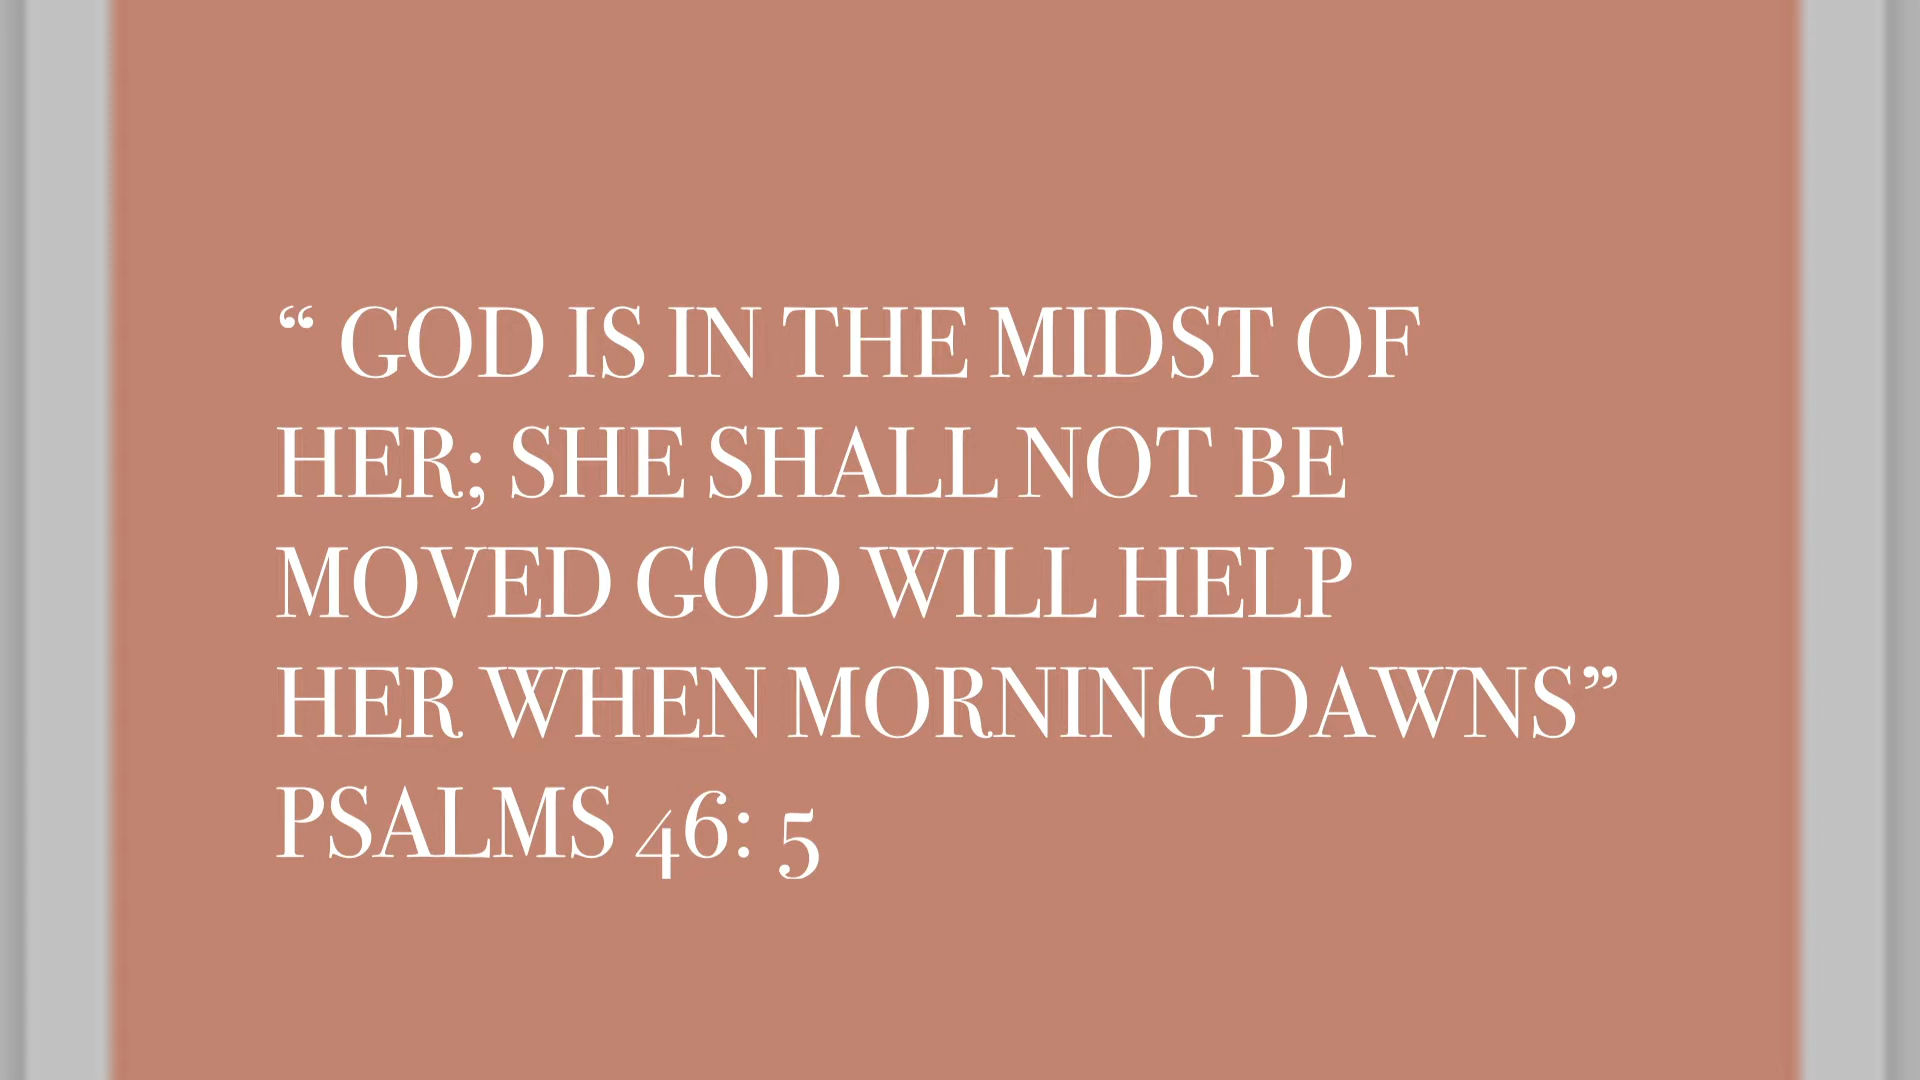 “ GOD IS IN THE MIDST OF
HER; SHE SHALL NOT BE
MOVED GOD WILL HELP
HER WHEN MORNING DAWNS”
PSALMS 46: 5